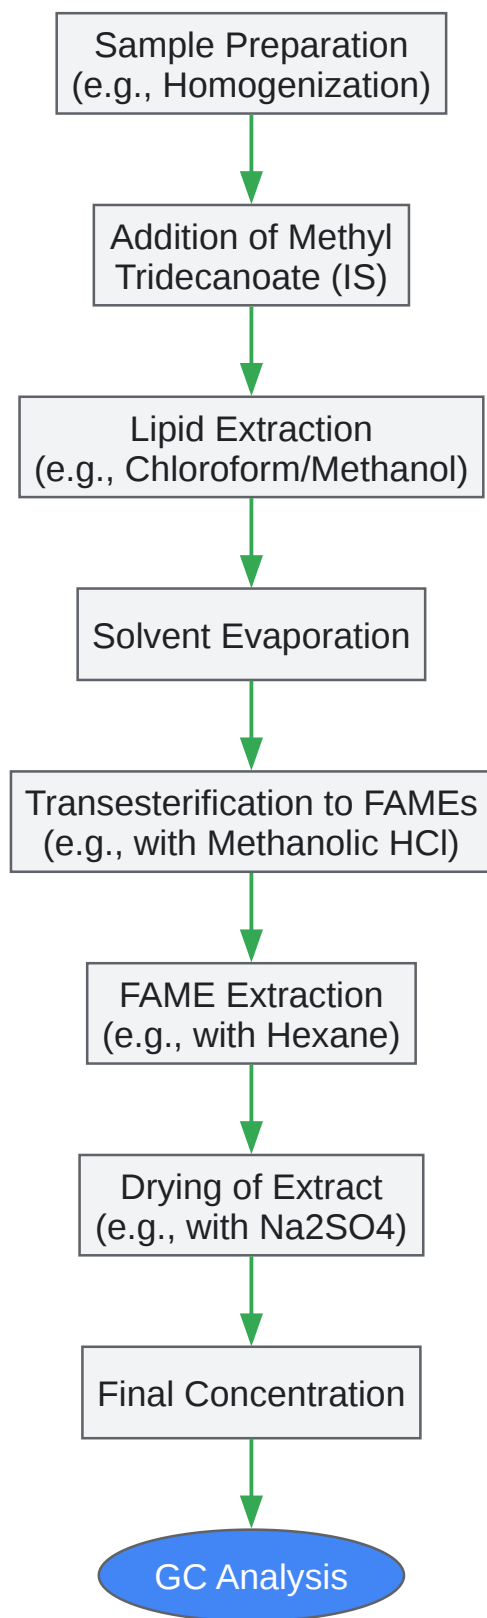 Sample Preparation
(e.g., Homogenization)
Addition of Methyl
Tridecanoate (IS)
Lipid Extraction
(e.g., Chloroform/Methanol)
Solvent Evaporation
Transesterification to FAMEs
(e.g., with Methanolic HCl)
FAME Extraction
(e.g., with Hexane)
Drying of Extract
(e.g., with Na2SO4)
Final Concentration
GC Analysis